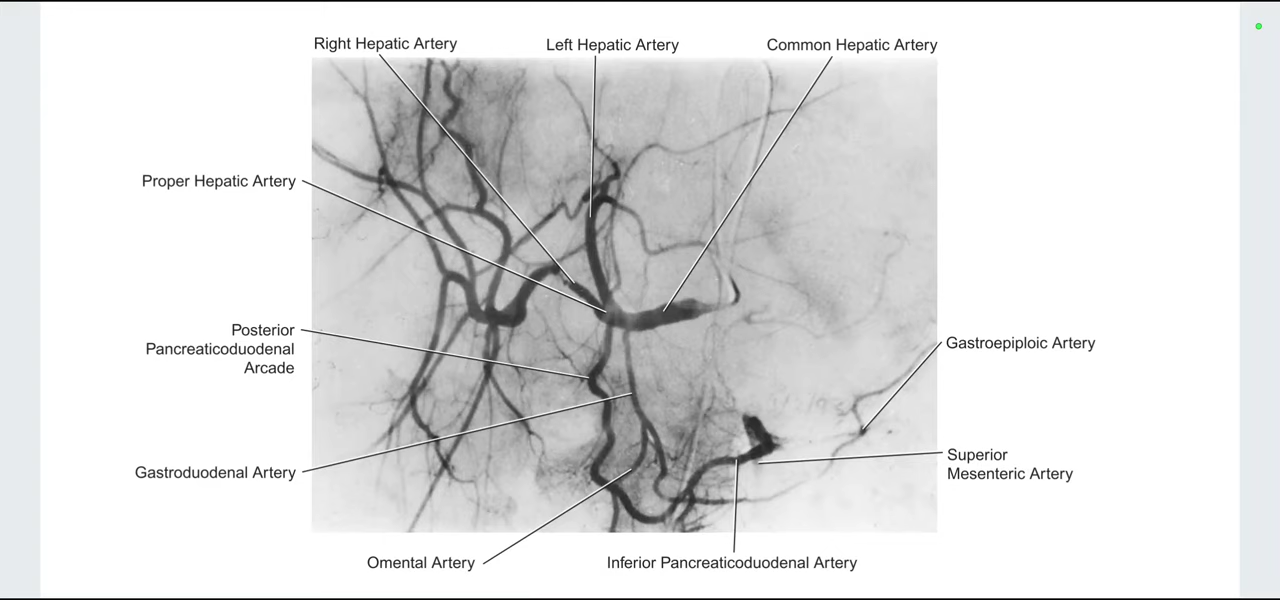 Right Hepatic Artery
Left Hepatic Artery
Common Hepatic Artery
Proper Hepatic Artery
Posterior
Pancreaticoduodenal
Arcade
Gastroepiploic Artery
Gastroduodenal Artery
Superior
Mesenteric Artery
Omental Artery
Inferior Pancreaticoduodenal Artery